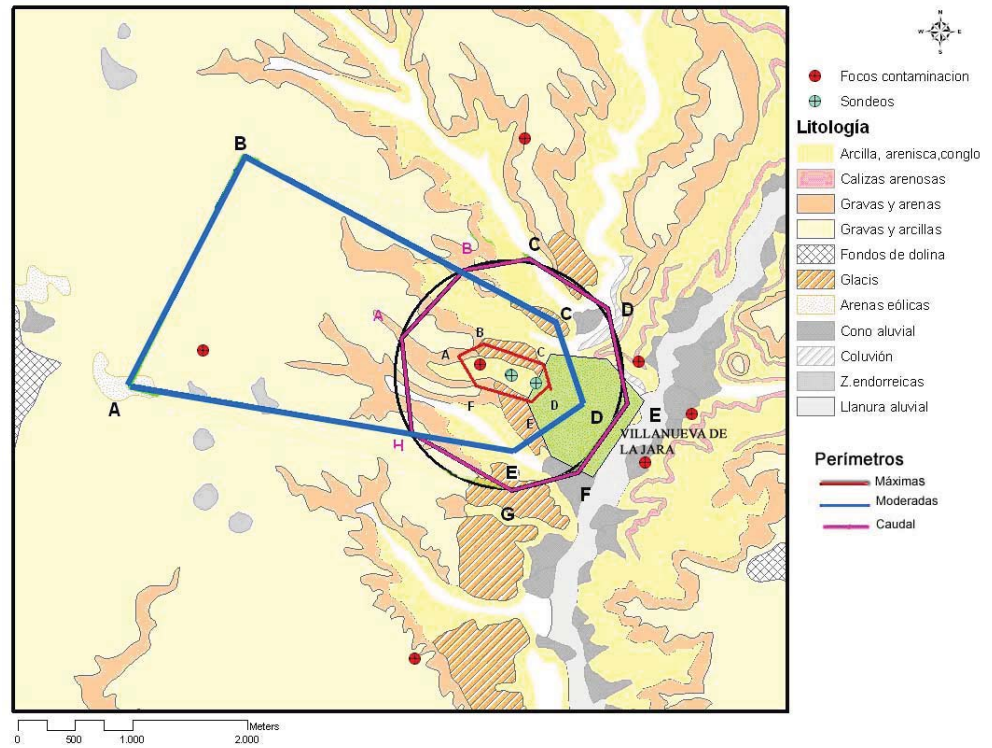 N
W E
S
Focos contaminacion
Sondeos
Litología
Arcilla, arenisca,conglo
Calizas arenosas
Gravas y arenas
Gravas y arcillas
Fondos de dolina
Glacis
Arenas eólicas
Cono aluvial
Coluvión
Z.endorreicas
Llanura aluvial
Perímetros
Máximas
Moderadas
Caudal
B
B
C
A
D
C
B
A
C
F
D
E
A
D
E
VILLANUEVA DE
LA JARA
H
E
F
G
Meters
0 500 1.000 2.000